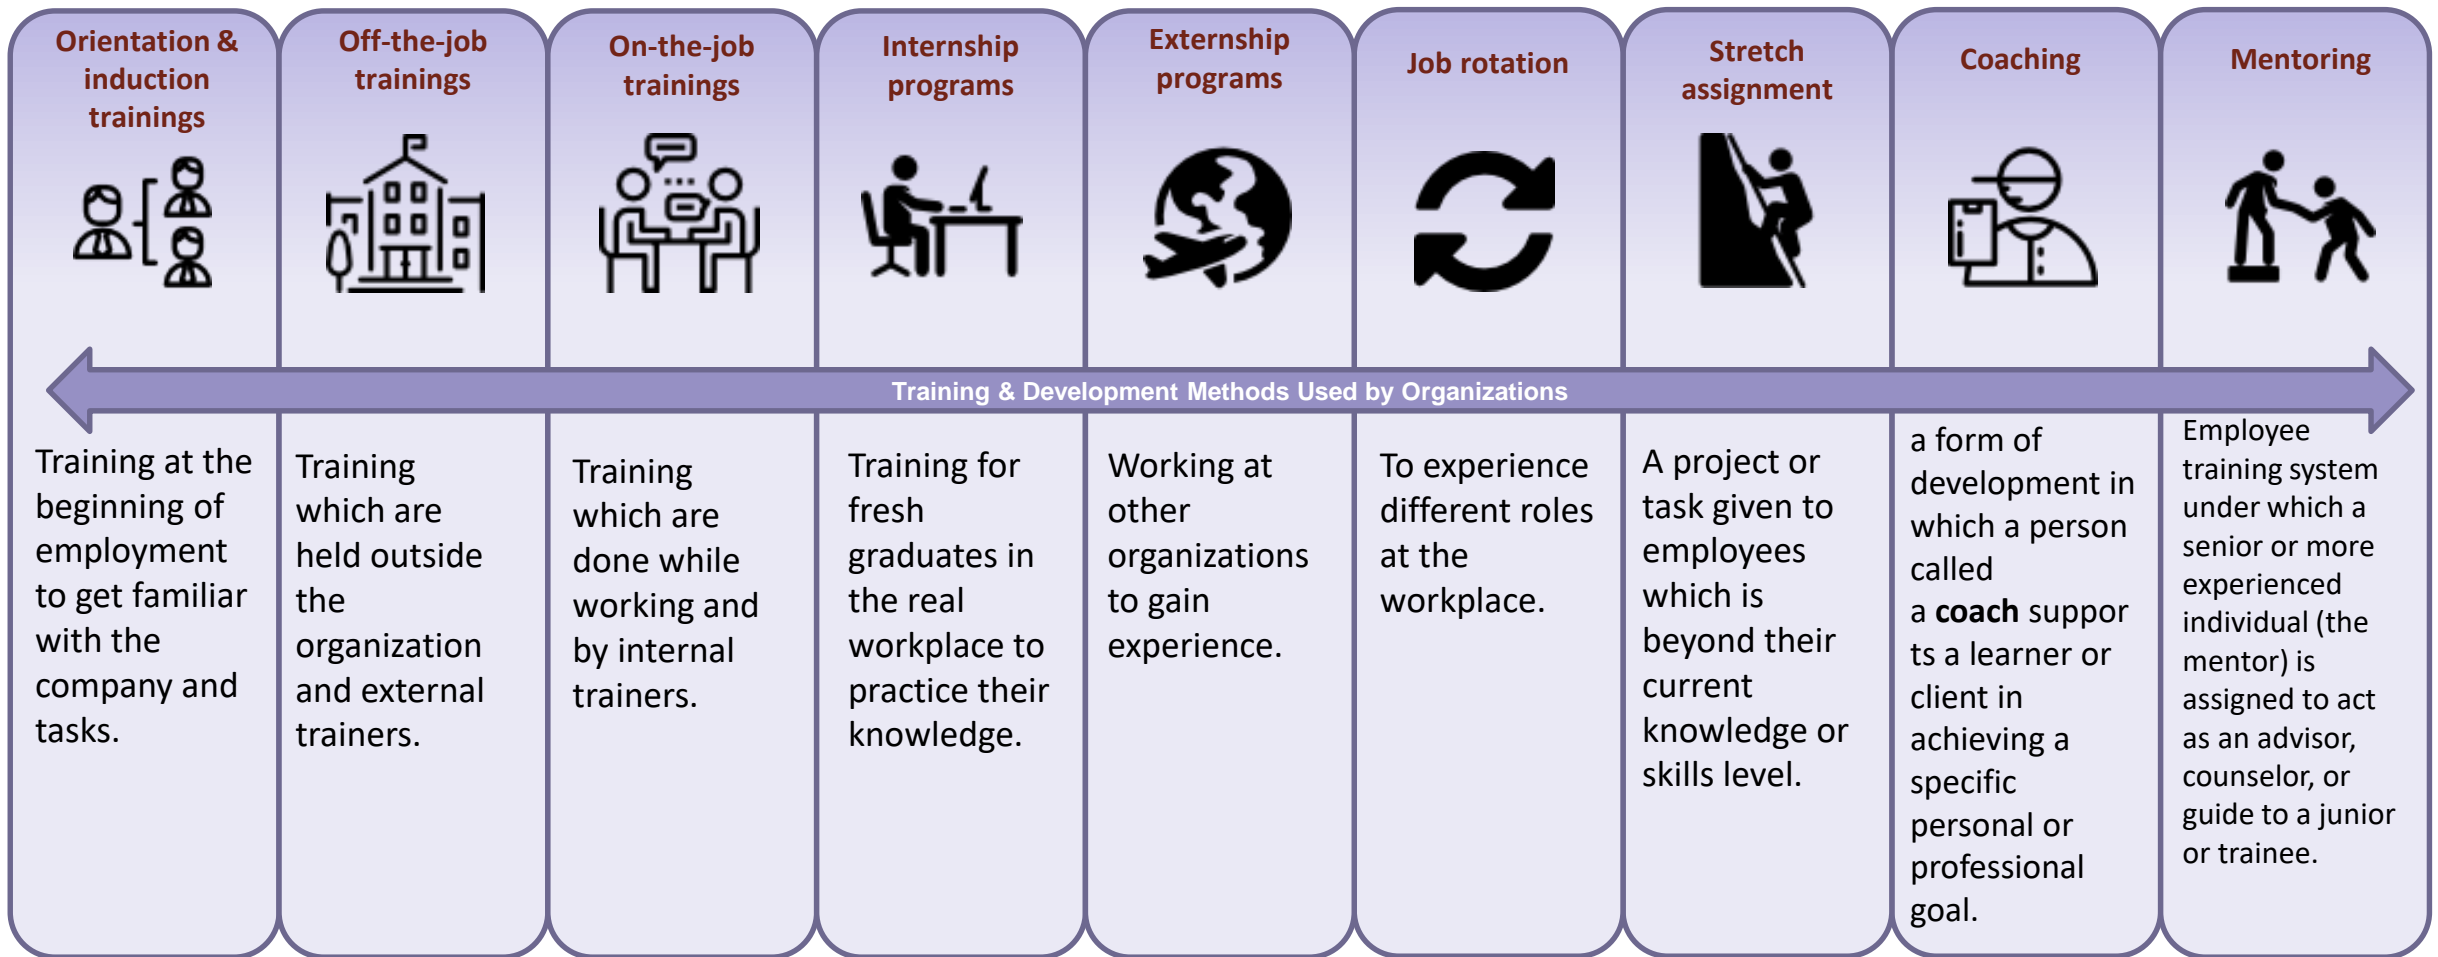 Orientation &
induction
trainings
Off-the-job
trainings
On-the-job
trainings
Internship
programs
Externship
programs
Job rotation
Stretch
assignment
Coaching
Mentoring
Training & Development Methods Used by Organizations
Training at the
beginning of
employment
to get familiar
with the
company and
tasks.
Training
which are
held outside
the
organization
and external
trainers.
Training
which are
done while
working and
by internal
trainers.
Training for
fresh
graduates in
the real
workplace to
practice their
knowledge.
Working at
other
organizations
to gain
experience.
To experience
different roles
at the
workplace.
A project or
task given to
employees
which is
beyond their
current
knowledge or
skills level.
a form of
development in
which a person
called
a coach suppor
ts a learner or
client in
achieving a
specific
personal or
professional
goal.
Employee
training system
under which a
senior or more
experienced
individual (the
mentor) is
assigned to act
as an advisor,
counselor, or
guide to a junior
or trainee.